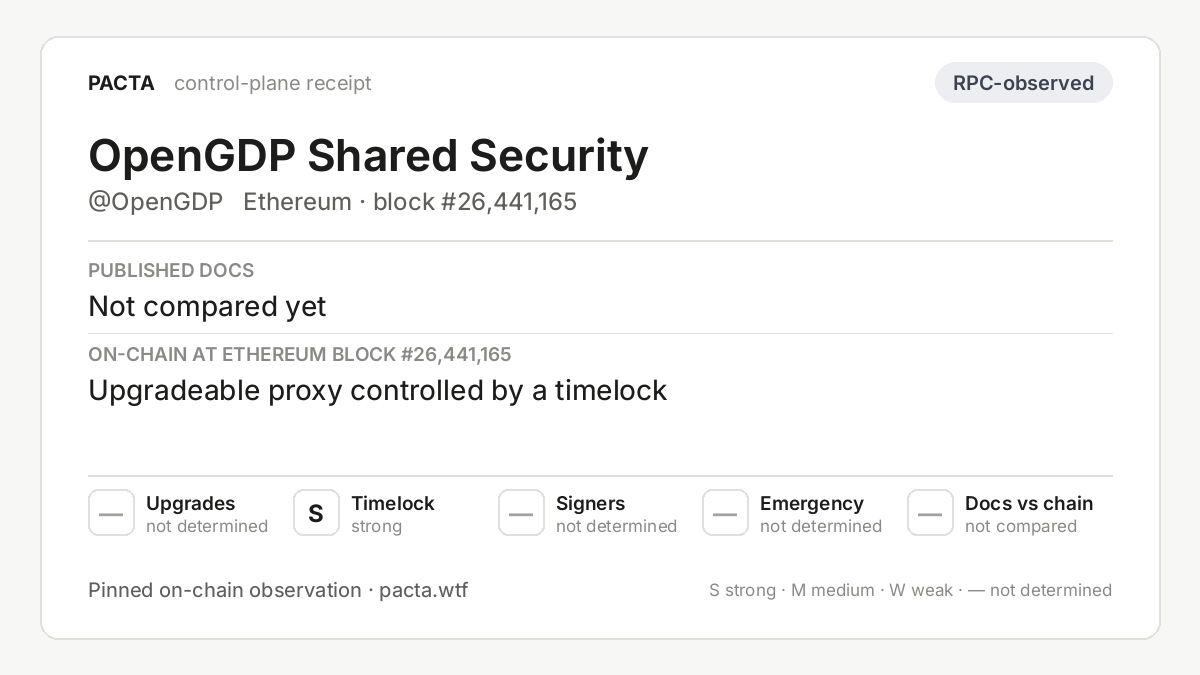 PACTA control-plane receipt RPC-observed
OpenGDP Shared Security
@OpenGDP Ethereum · block #26,441,165
PUBLISHED DOCS
Not compared yet
ON-CHAIN AT ETHEREUM BLOCK #26,441,165
Upgradeable proxy controlled by a timelock
— Upgrades S Timelock — Signers — Emergency — Docs vs chain
not determined strong not determined not determined not compared
Pinned on-chain observation · pacta.wtf S strong · M medium · W weak · — not determined